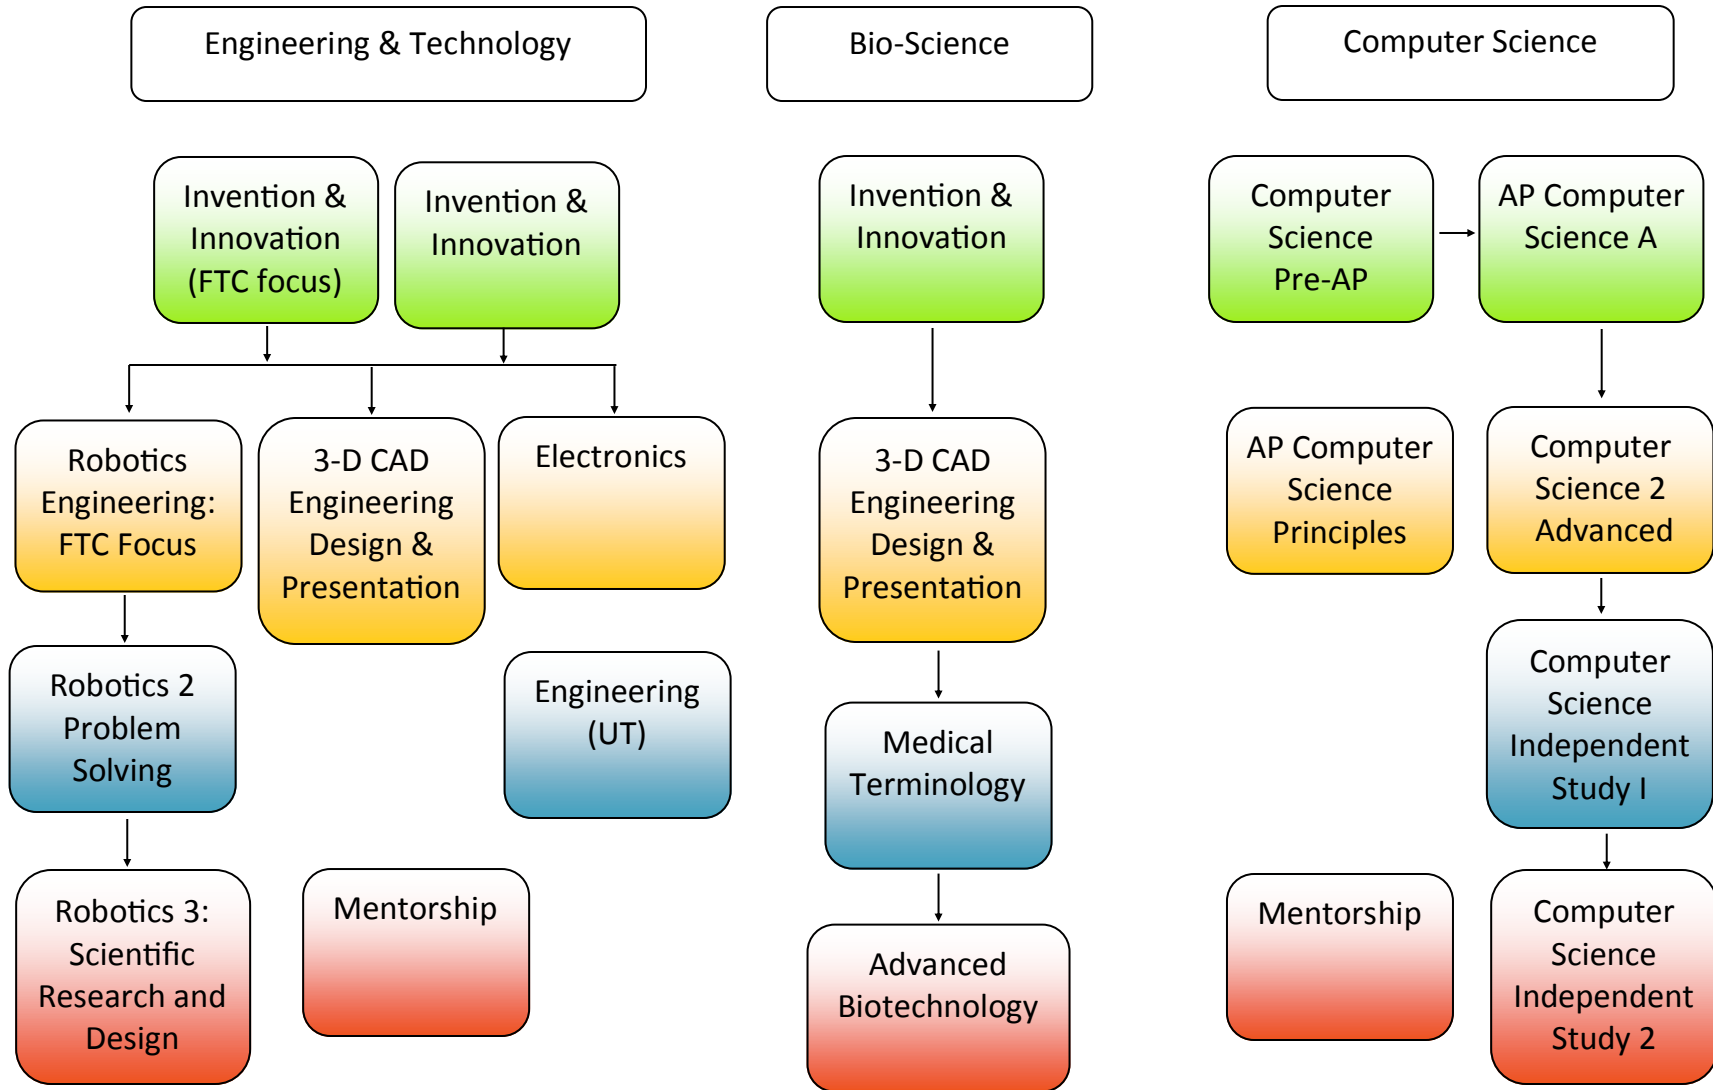 Engineering & Technology
Bio-Science
Computer Science
Invention &
Innovation
(FTC focus)
Invention &
Innovation
Invention &
Innovation
Computer
Science
Pre-AP
AP Computer
Science A
Robotics
Engineering:
FTC Focus
3-D CAD
Engineering
Design &
Presentation
Electronics
3-D CAD
Engineering
Design &
Presentation
AP Computer
Science
Principles
Computer
Science 2
Advanced
Robotics 2
Problem
Solving
Engineering
(UT)
Medical
Terminology
Computer
Science
Independent
Study I
Robotics 3:
Scientific
Research and
Design
Mentorship
Advanced
Biotechnology
Mentorship
Computer
Science
Independent
Study 2